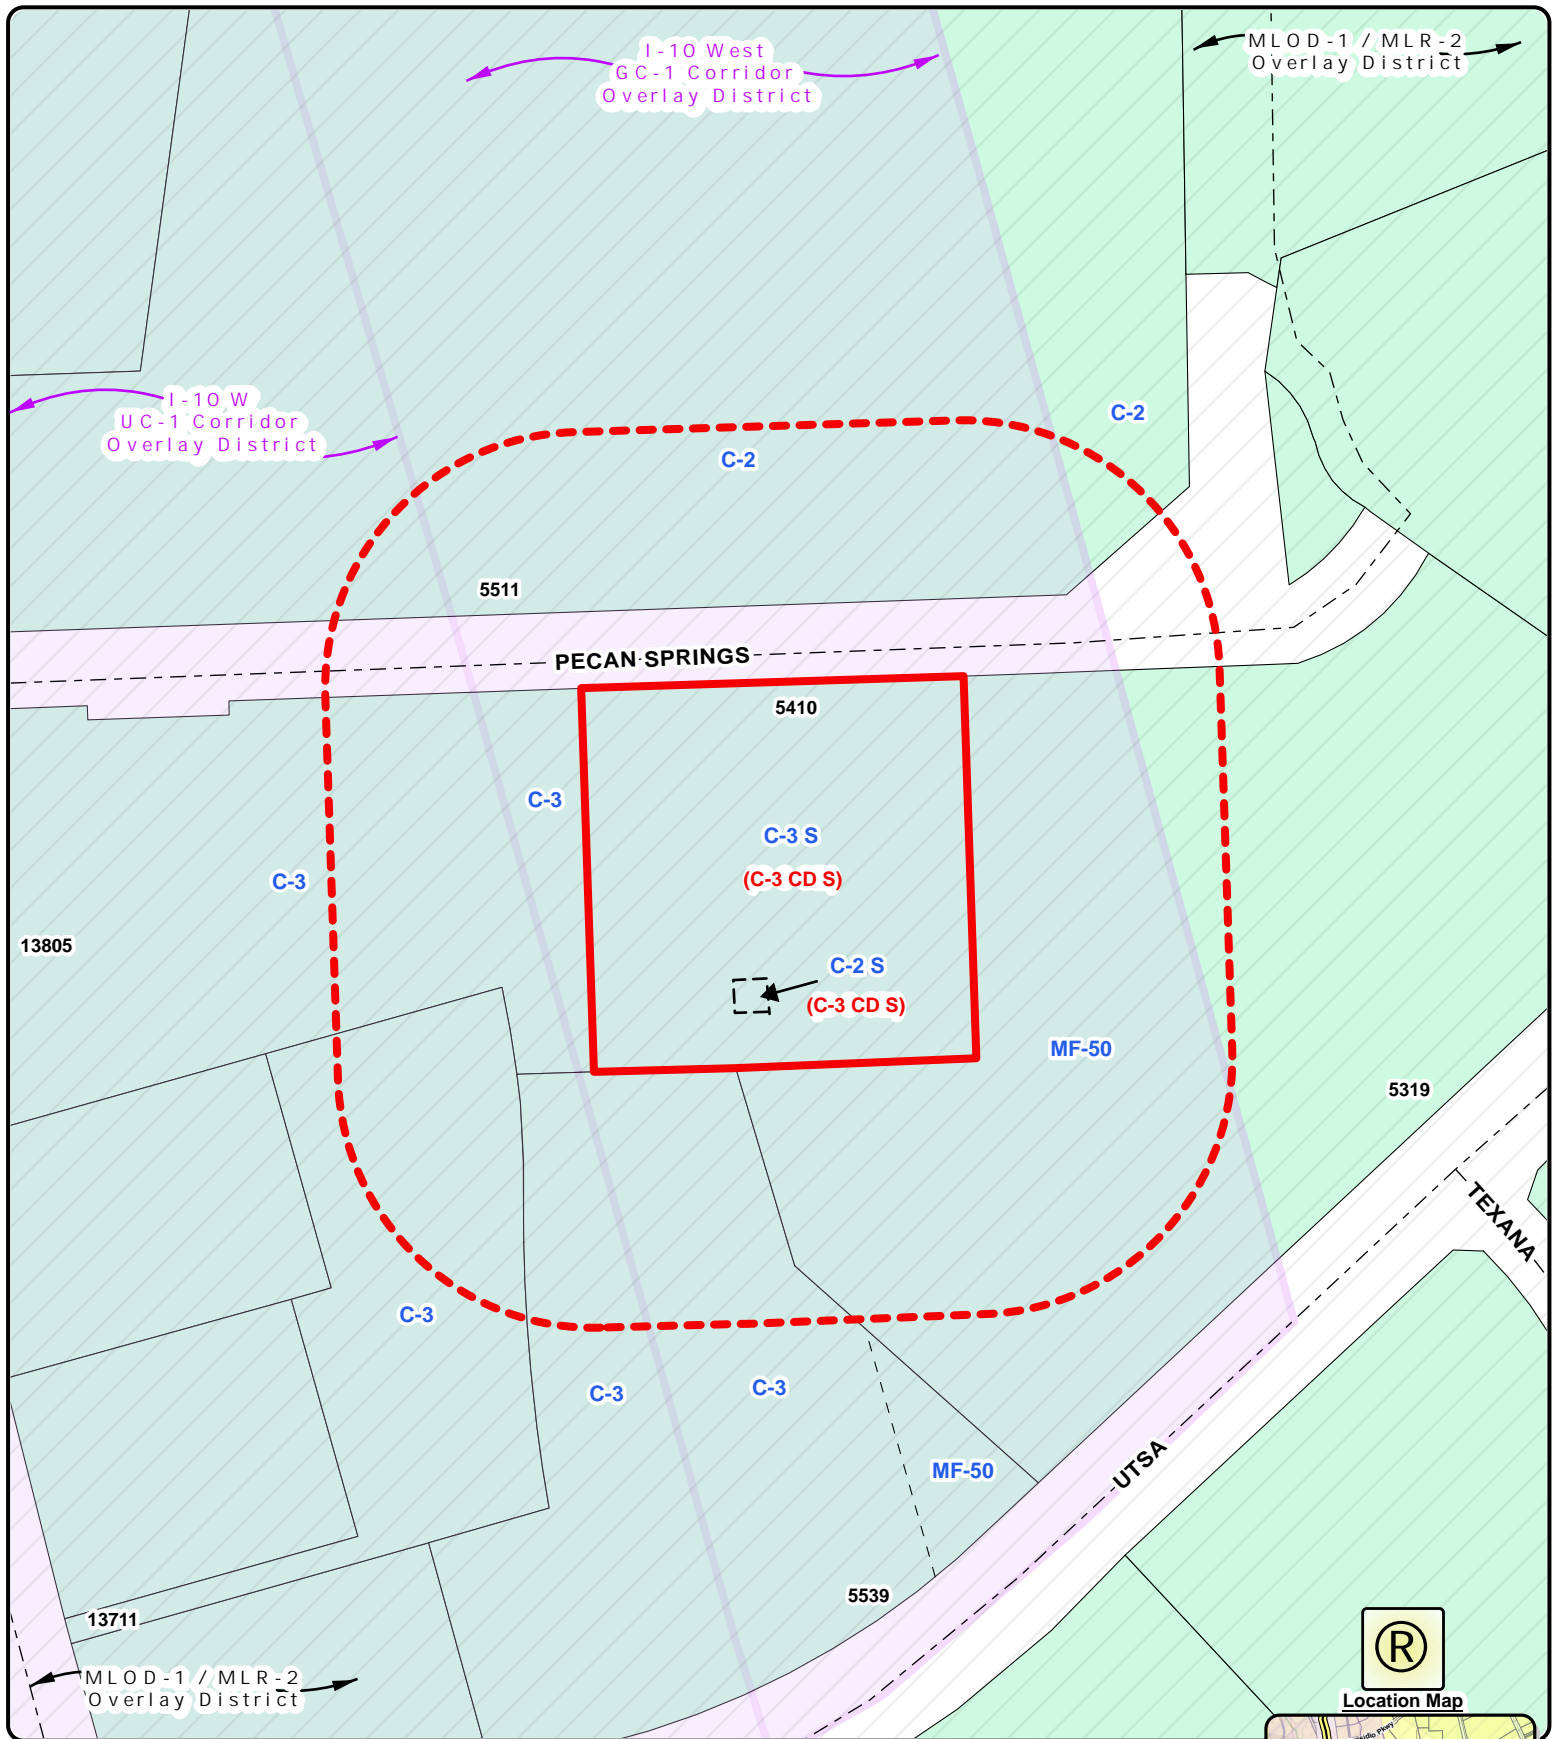 I-10 West
GC-1 Corridor
Overlay District
MLOD-1 / MLR-2
Overlay District
I-10 W
UC-1 Corridor
Overlay District
C-2
C-2
5511
PECAN SPRINGS
5410
C-3
C-3 S
(C-3 CD S)
C-3
13805
C-2 S
(C-3 CD S)
MF-50
5319
TEXANA
C-3
C-3
C-3
MF-50
UTSA
5539
13711
MLOD-1 / MLR-2
Overlay District
®
Location Map
Pkwy